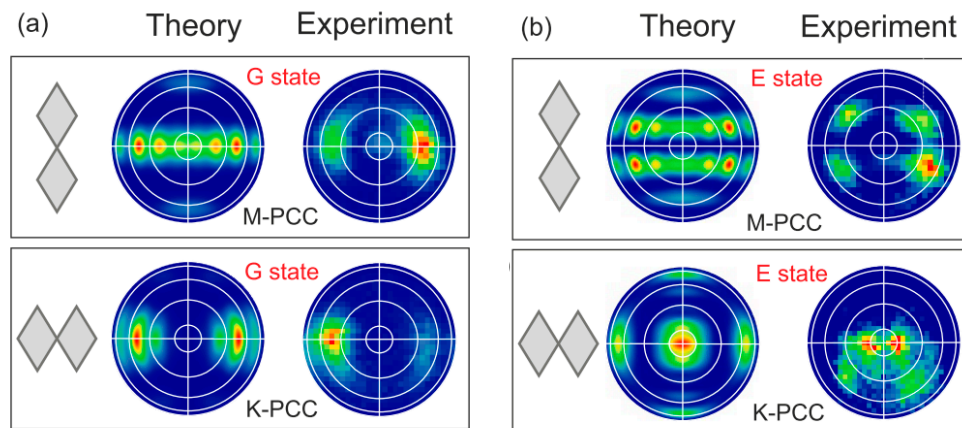 (a) Theory Experiment
G state
M-PCC
G state
K-PCC
(b) Theory Experiment
E state
M-PCC
E state
K-PCC